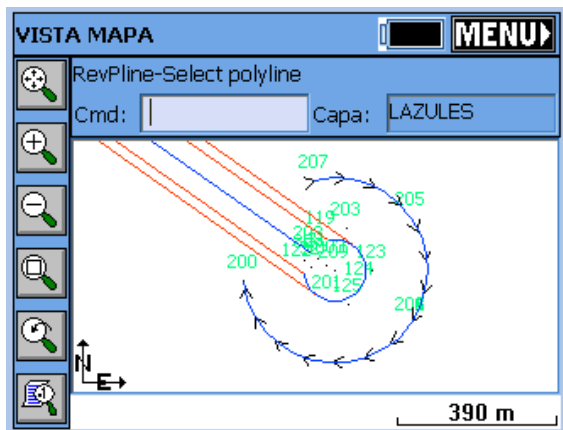 VISTA MAPA
MENU
RevPline-Select polyline
Cmd:
Capa: LAZULES
207
205
203
119
209
123
200
124
201
125
206
N
E
390 m